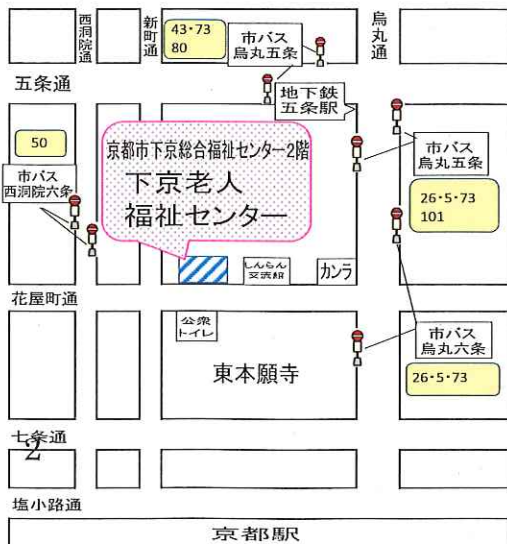 西洞院通
新町通
43・73
80
市バス
烏丸五条
烏丸通
五条通
地下鉄
五条駅
50
市バス
西洞院六条
京都市下京総合福祉センター2階
下京老人
福祉センター
市バス
烏丸五条
26・5・73
101
しんらん
交流館
カンラ
花屋町通
公衆
トイレ
東本願寺
市バス
烏丸六条
26・5・73
七条通
2
塩小路通
京都駅